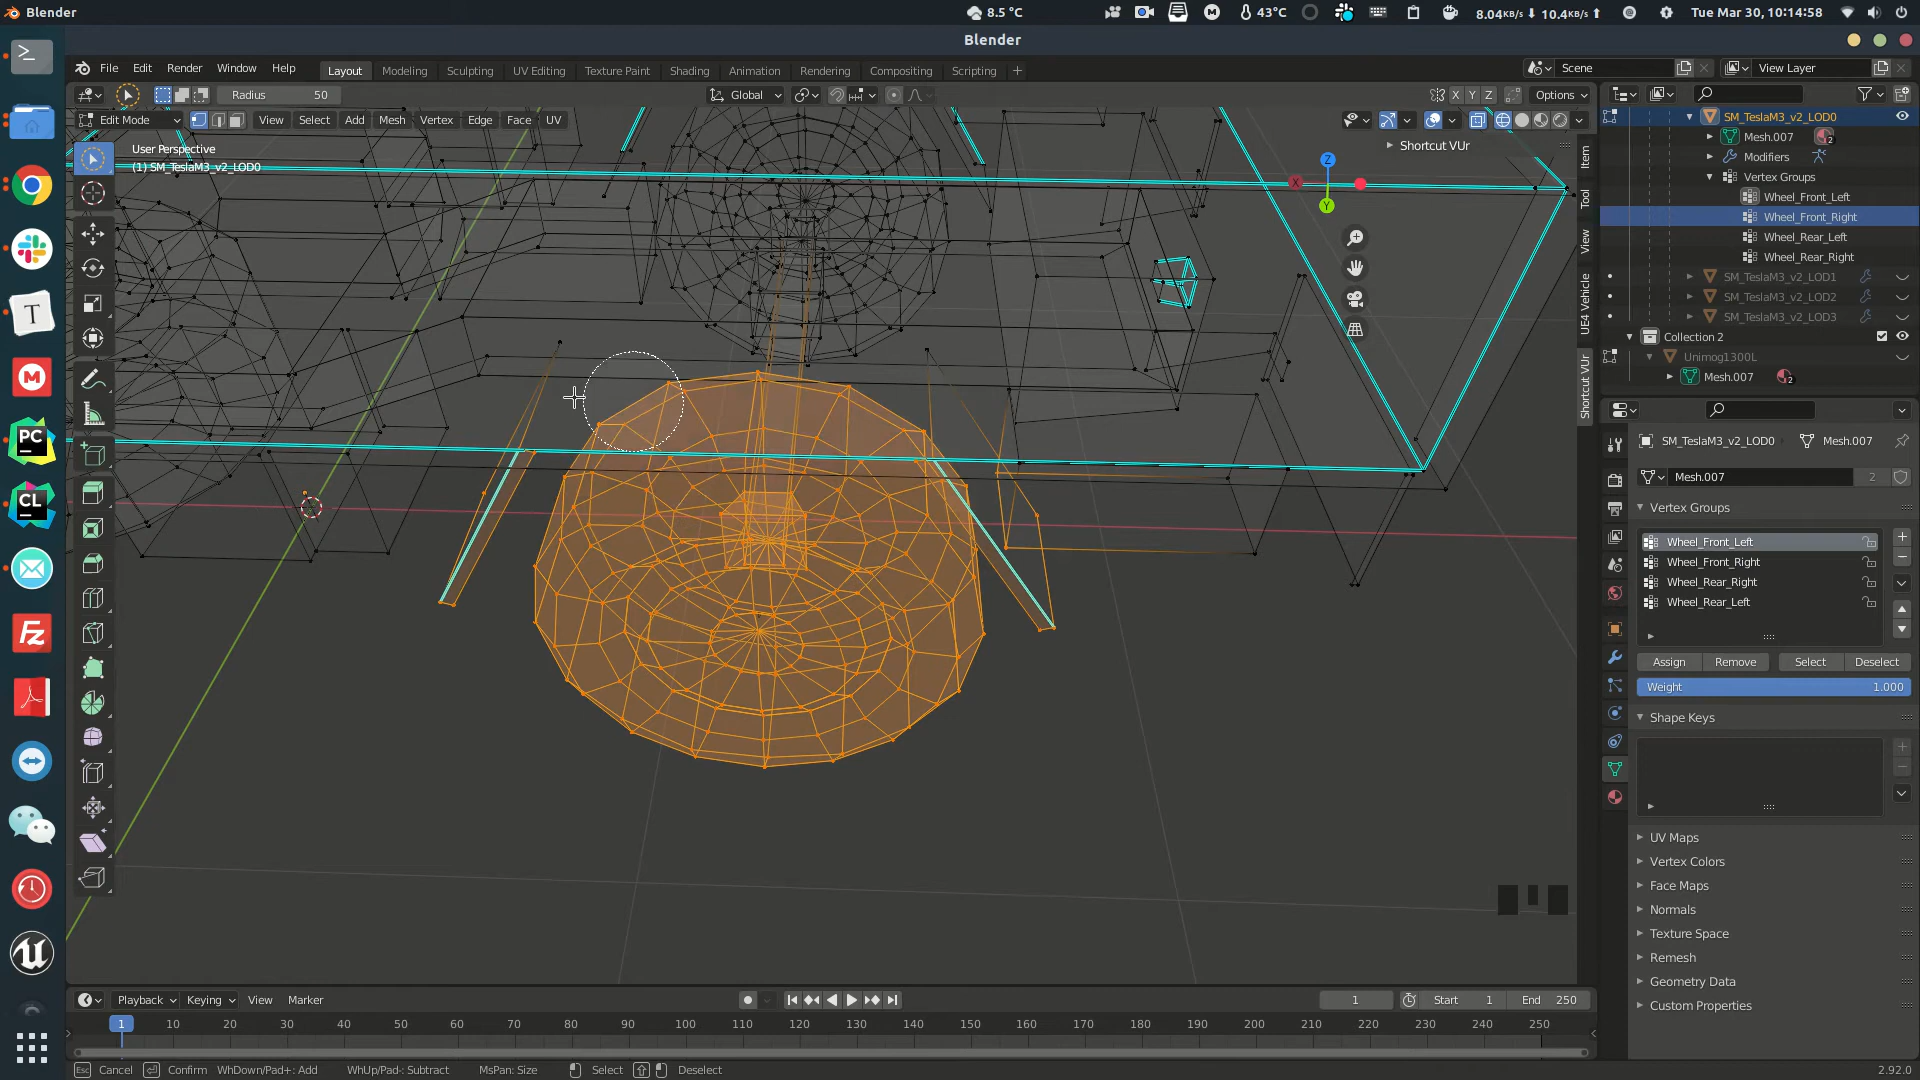 Blender
8.5 °C
43°C
8.04KB/s 10.4KB/s
Tue Mar 30, 10:14:58
Blender
File Edit Render Window Help
Layout Modeling Sculpting UV Editing Texture Paint Shading Animation Rendering Compositing Scripting +
Scene
View Layer
Radius 50
Global
X Y Z
Options
Edit Mode
View Select Add Mesh Vertex Edge Face UV
User Perspective
(1) SM_TeslaM3_v2_LOD0
Shortcut VUr
Z
X
Y
Item
Tool
View
UE4 Vehicle
Shortcut VUr
SM_TeslaM3_v2_LOD0
Mesh.007 2
Modifiers
Vertex Groups
Wheel_Front_Left
Wheel_Front_Right
Wheel_Rear_Left
Wheel_Rear_Right
SM_TeslaM3_v2_LOD1
SM_TeslaM3_v2_LOD2
SM_TeslaM3_v2_LOD3
Collection 2
Unimog1300L
Mesh.007 2
SM_TeslaM3_v2_LOD0 Mesh.007
Mesh.007 2
Vertex Groups
Wheel_Front_Left
Wheel_Front_Right
Wheel_Rear_Right
Wheel_Rear_Left
Assign Remove Select Deselect
Weight 1.000
Shape Keys
UV Maps
Vertex Colors
Face Maps
Normals
Texture Space
Remesh
Geometry Data
Custom Properties
T
M
PC
CL
Fz
Playback Keying View Marker
1
Start 1
End 250
1 10 20 30 40 50 60 70 80 90 100 110 120 130 140 150 160 170 180 190 200 210 220 230 240 250
Esc Cancel Confirm WhDown/Pad+: Add WhUp/Pad-: Subtract MsPan: Size Select Deselect
2.92.0